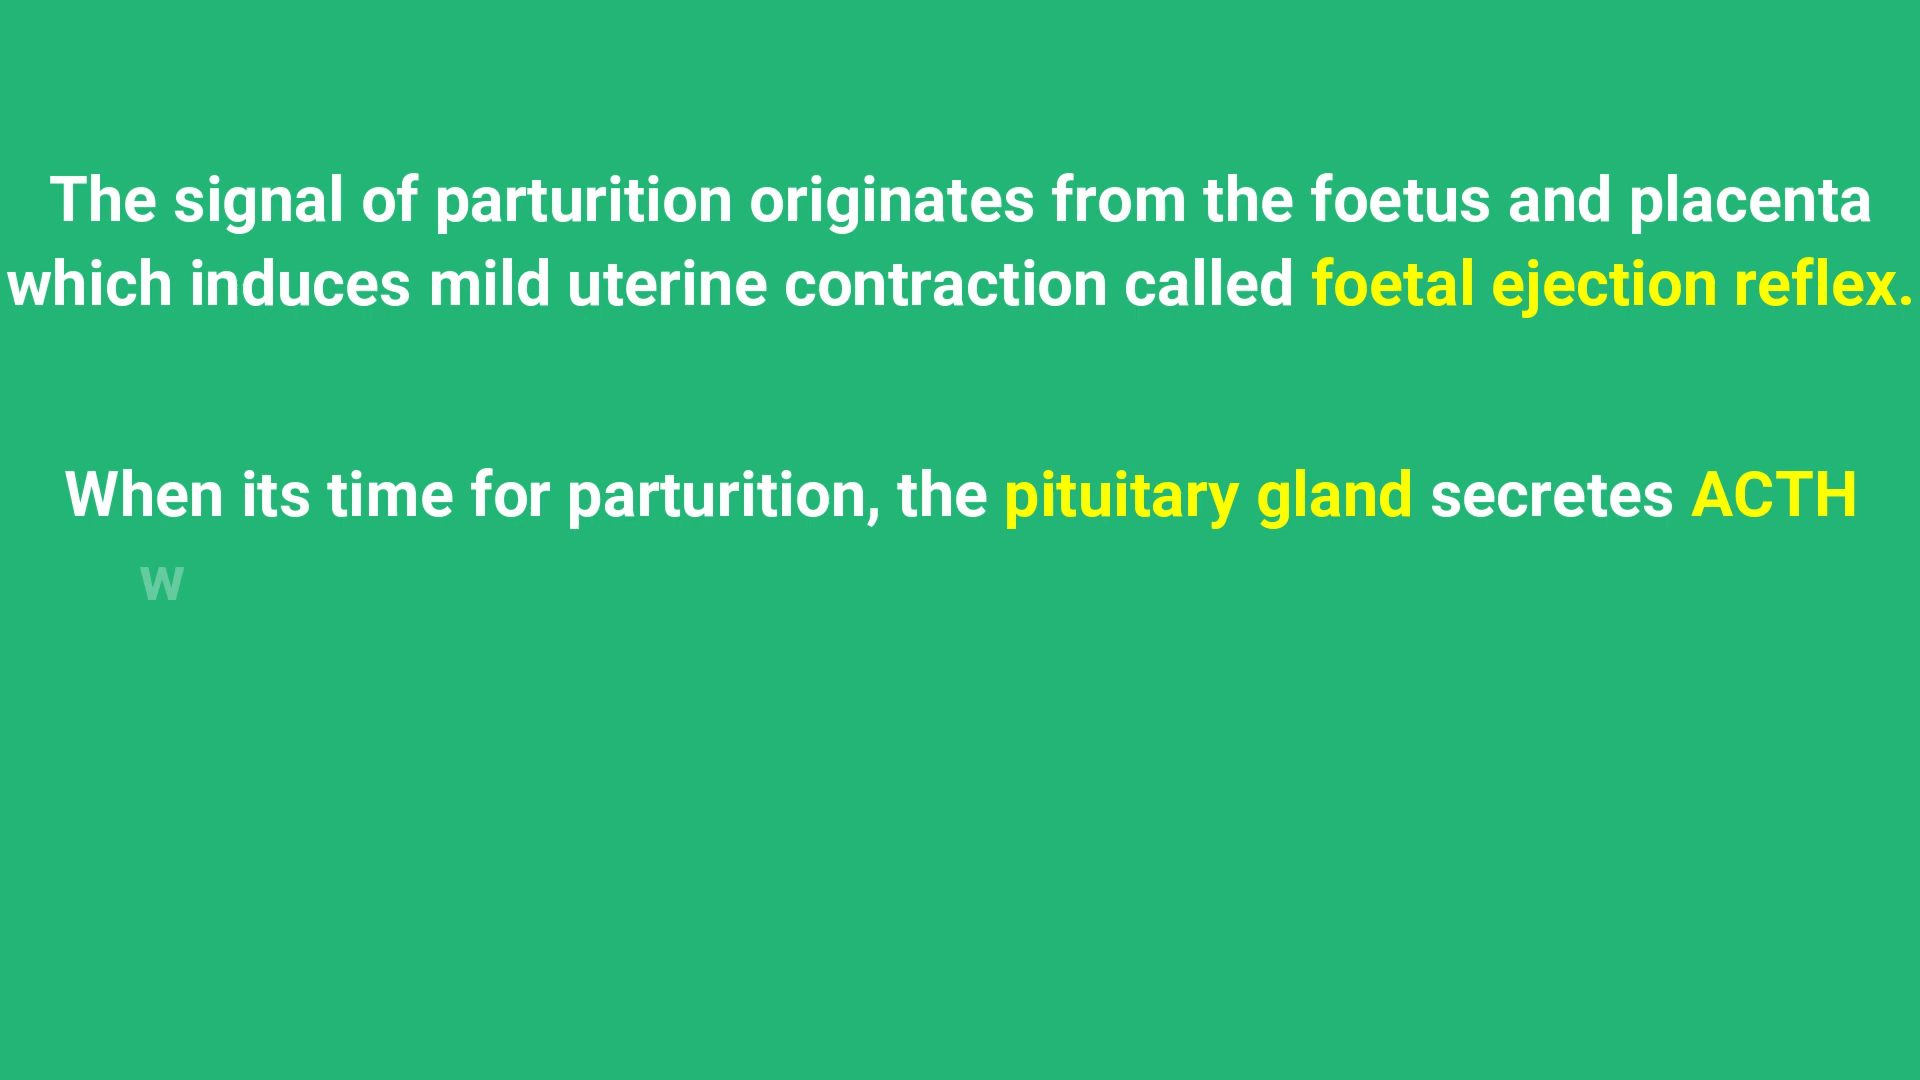 The signal of parturition originates from the foetus and placenta
which induces mild uterine contraction called foetal ejection reflex.
When its time for parturition, the pituitary gland secretes ACTH
w